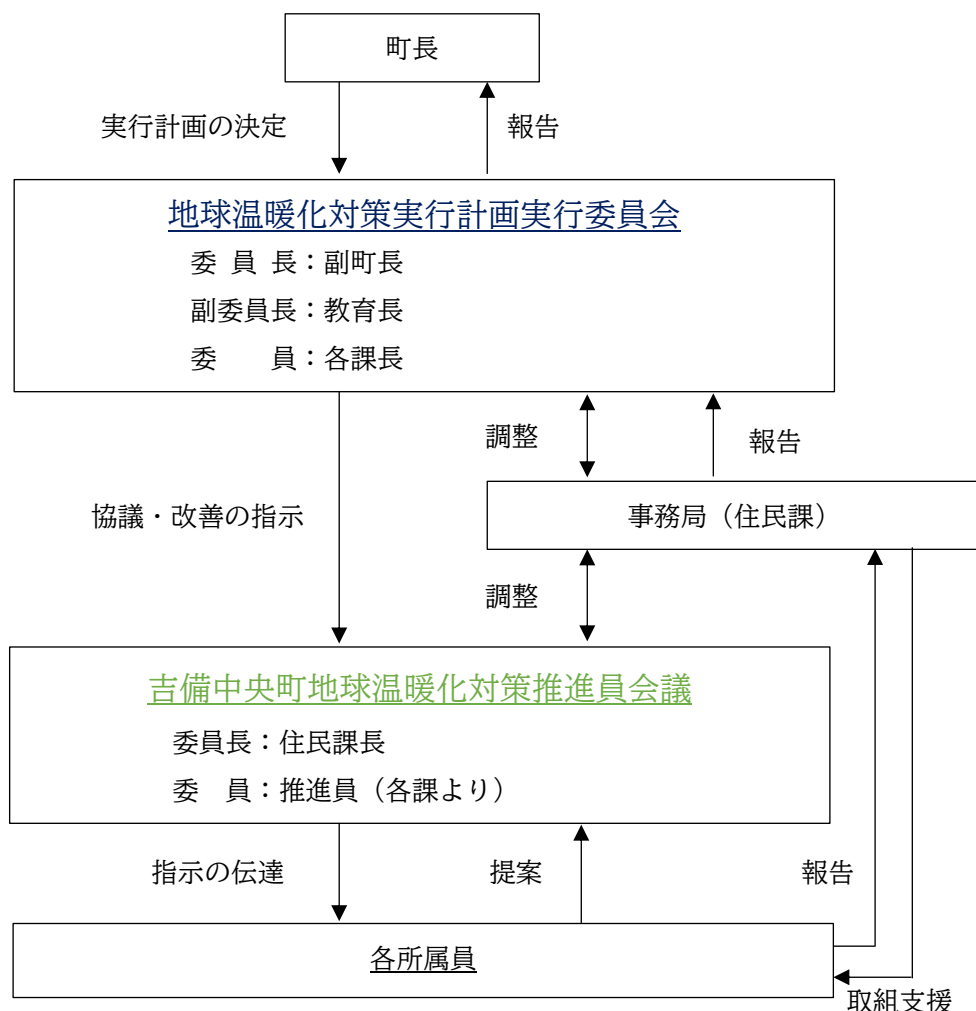 町長
実行計画の決定
報告
地球温暖化対策実行計画実行委員会
委 員 長：副町長
副委員長：教育長
委　　員：各課長
調整
報告
協議・改善の指示
事務局（住民課）
調整
吉備中央町地球温暖化対策推進員会議
委員長：住民課長
委　員：推進員（各課より）
指示の伝達
提案
報告
各所属員
取組支援